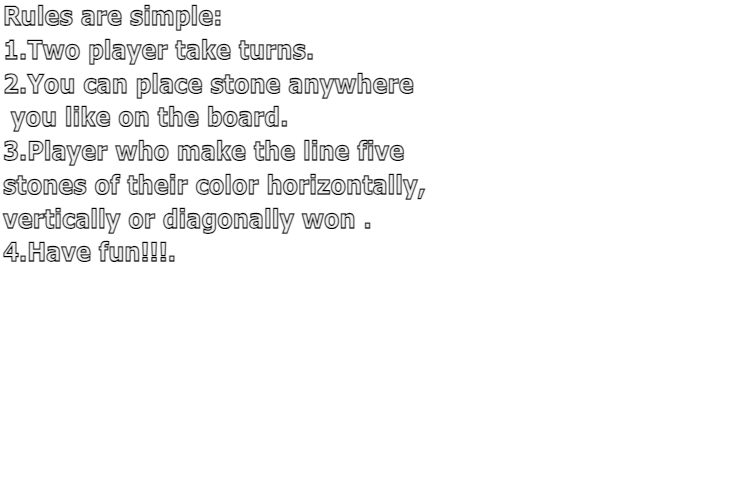 Rules are simple:
1.Two player take turns.
2.You can place stone anywhere
you like on the board.
3.Player who make the line five
stones of their color horizontally,
vertically or diagonally won .
4.Have fun!!!.